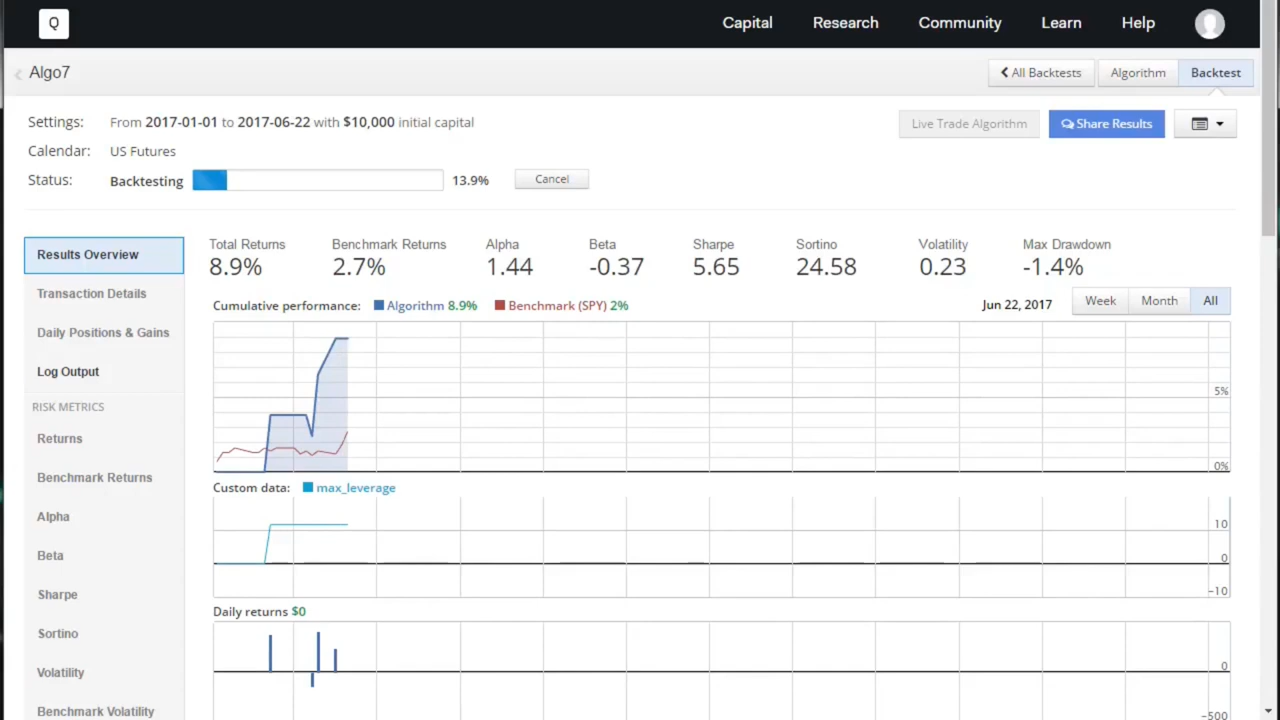 Q
Capital Research Community Learn Help
Algo7
All Backtests Algorithm Backtest
Settings: From 2017-01-01 to 2017-06-22 with $10,000 initial capital
Live Trade Algorithm Share Results
Calendar: US Futures
Status: Backtesting 13.9% Cancel
Results Overview
Transaction Details
Daily Positions & Gains
Log Output
RISK METRICS
Returns
Benchmark Returns
Alpha
Beta
Sharpe
Sortino
Volatility
Benchmark Volatility
Total Returns Benchmark Returns Alpha Beta Sharpe Sortino Volatility Max Drawdown
8.9% 2.7% 1.44 -0.37 5.65 24.58 0.23 -1.4%
Cumulative performance: Algorithm 8.9% Benchmark (SPY) 2% Jun 22, 2017 Week Month All
5%
0%
Custom data: max_leverage
10
0
-10
Daily returns $0
0
-500